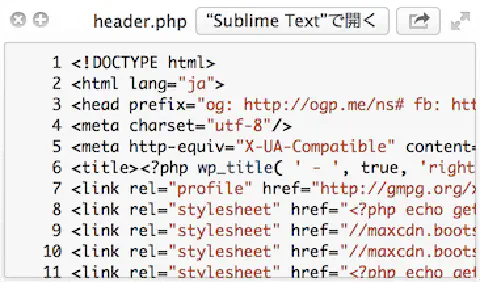 header.php "Sublime Text"で開く
1 <!DOCTYPE html>
2 <html lang="ja">
3 <head prefix="og: http://ogp.me/ns# fb: htt
4 <meta charset="utf-8"/>
5 <meta http-equiv="X-UA-Compatible" content=
6 <title><?php wp_title( ' - ', true, 'right
7 <link rel="profile" href="http://gmpg.org/x
8 <link rel="stylesheet" href="<?php echo get
9 <link rel="stylesheet" href="//maxcdn.boots
10 <link rel="stylesheet" href="//maxcdn.boots
11 <link rel="stylesheet" href="<?php echo get